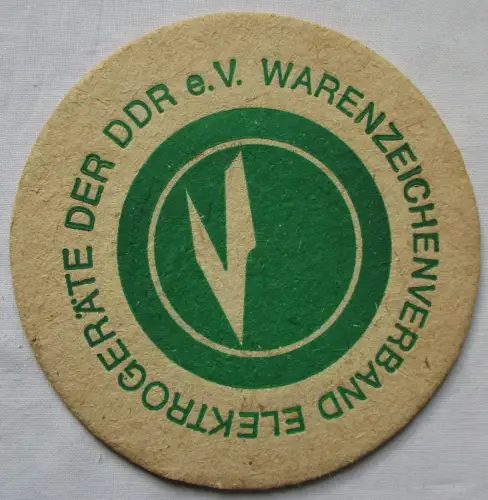 WARENZEICHENVERBAND ELEKTROGERÄTE DER DDR e.V.